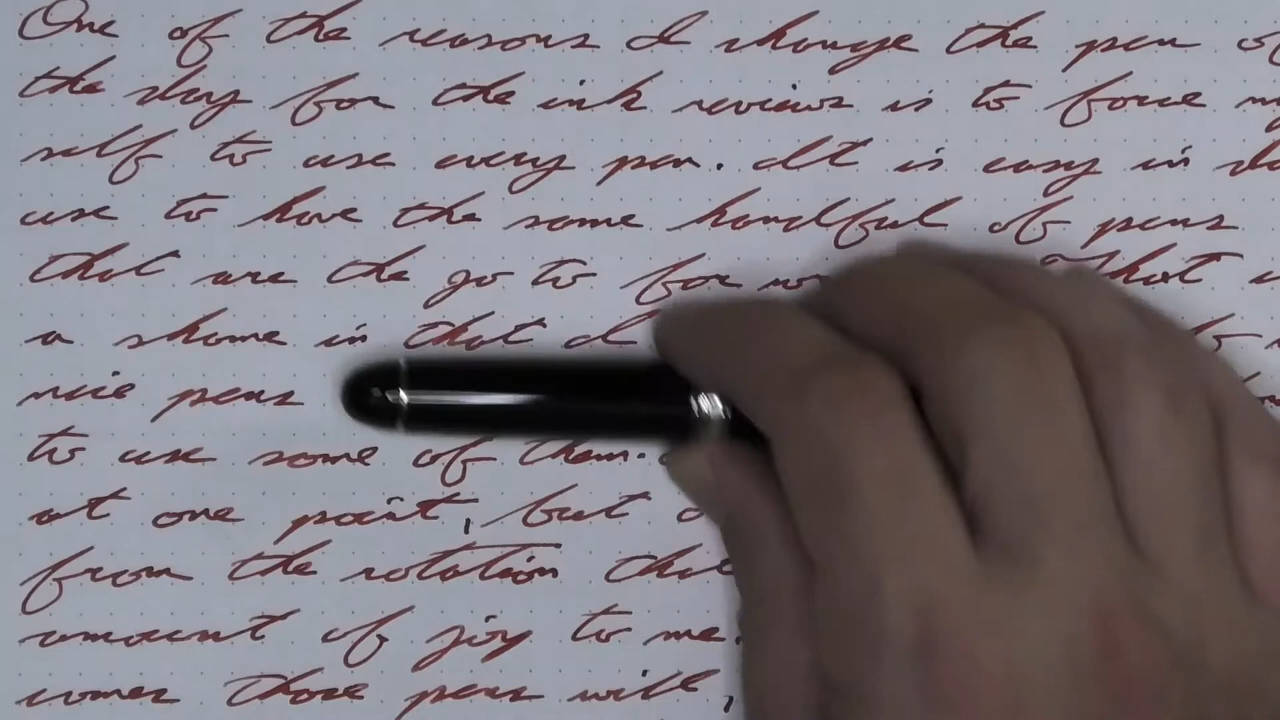 One of the reasons I change the pen of
the day for the ink reviews is to force my
self to use every pen. It is easy in
use to have the same handful of pens
that are the go to for That
a shame in that I
nice pens
to use some of them.
at one point, but
from the rotation that
amount of joy to me.
comes those pens will,